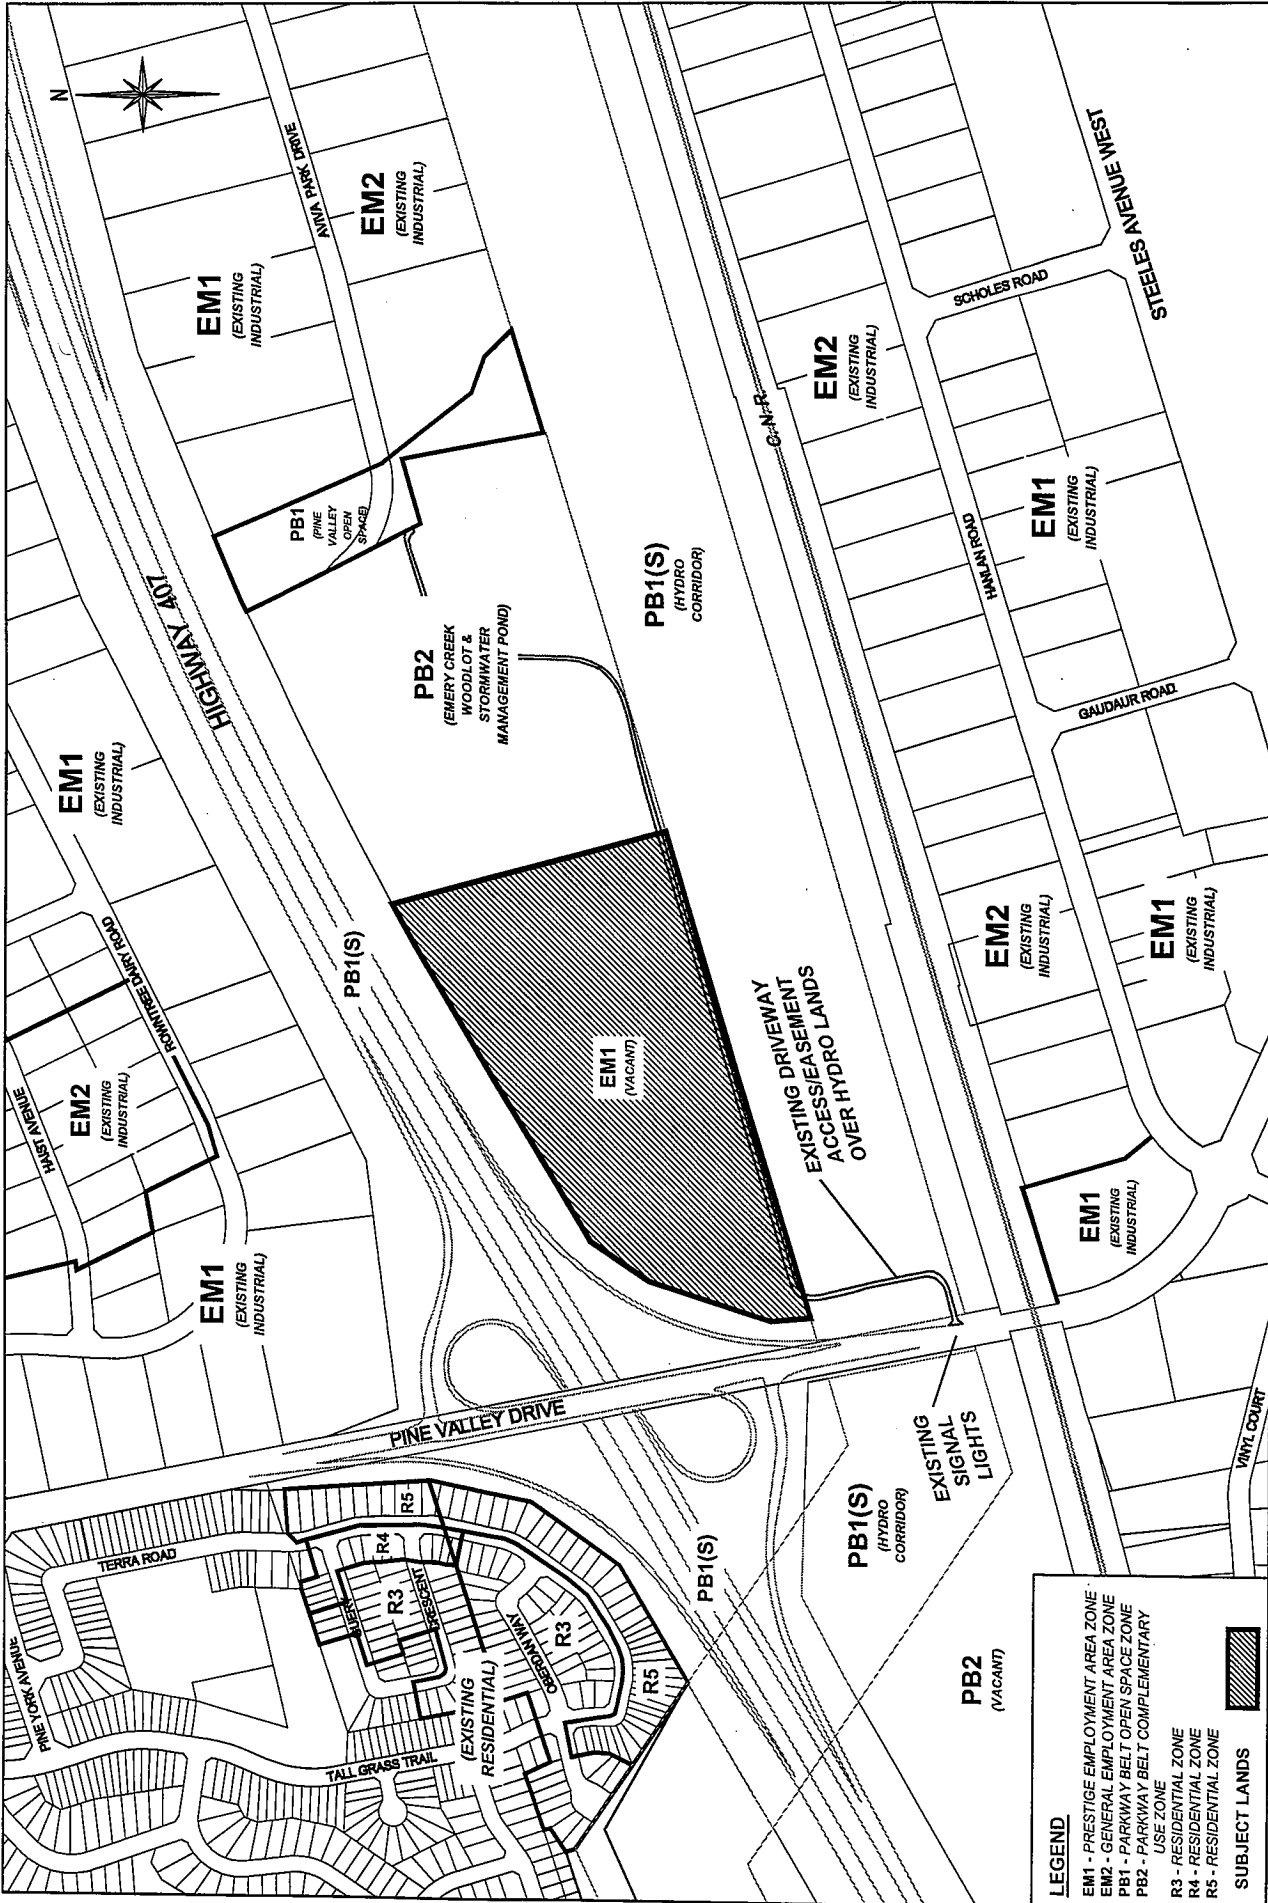 N
HIGHWAY 407
AVIVA PARK DRIVE
EM1
(EXISTING
INDUSTRIAL)
EM2
(EXISTING
INDUSTRIAL)
PB1
(PINE
VALLEY
OPEN
SPACE)
PB2
(EMERY CREEK
WOODLOT &
STORMWATER
MANAGEMENT POND)
PB1(S)
(HYDRO
CORRIDOR)
C.N.R.
EM2
(EXISTING
INDUSTRIAL)
SCHOLES ROAD
STEELES AVENUE WEST
HANLAN ROAD
EM1
(EXISTING
INDUSTRIAL)
GAUDAUR ROAD
EM1
(EXISTING
INDUSTRIAL)
ROWNTREE DAIRY ROAD
HAIST AVENUE
EM2
(EXISTING
INDUSTRIAL)
EM1
(EXISTING
INDUSTRIAL)
PB1(S)
EM1
(VACANT)
EXISTING DRIVEWAY
ACCESS/EASEMENT
OVER HYDRO LANDS
EM2
(EXISTING
INDUSTRIAL)
EM1
(EXISTING
INDUSTRIAL)
EM1
(EXISTING
INDUSTRIAL)
PINE VALLEY DRIVE
EXISTING
SIGNAL
LIGHTS
VINYL COURT
PB1(S)
(HYDRO
CORRIDOR)
PB1(S)
PB2
(VACANT)
TERRA ROAD
PINE YORK AVENUE
TALL GRASS TRAIL
R5
R4
R3
CRESCENT
OBERDAN WAY
R3
R5
(EXISTING
RESIDENTIAL)
LEGEND
EM1 - PRESTIGE EMPLOYMENT AREA ZONE
EM2 - GENERAL EMPLOYMENT AREA ZONE
PB1 - PARKWAY BELT OPEN SPACE ZONE
PB2 - PARKWAY BELT COMPLEMENTARY
USE ZONE
R3 - RESIDENTIAL ZONE
R4 - RESIDENTIAL ZONE
R5 - RESIDENTIAL ZONE
SUBJECT LANDS